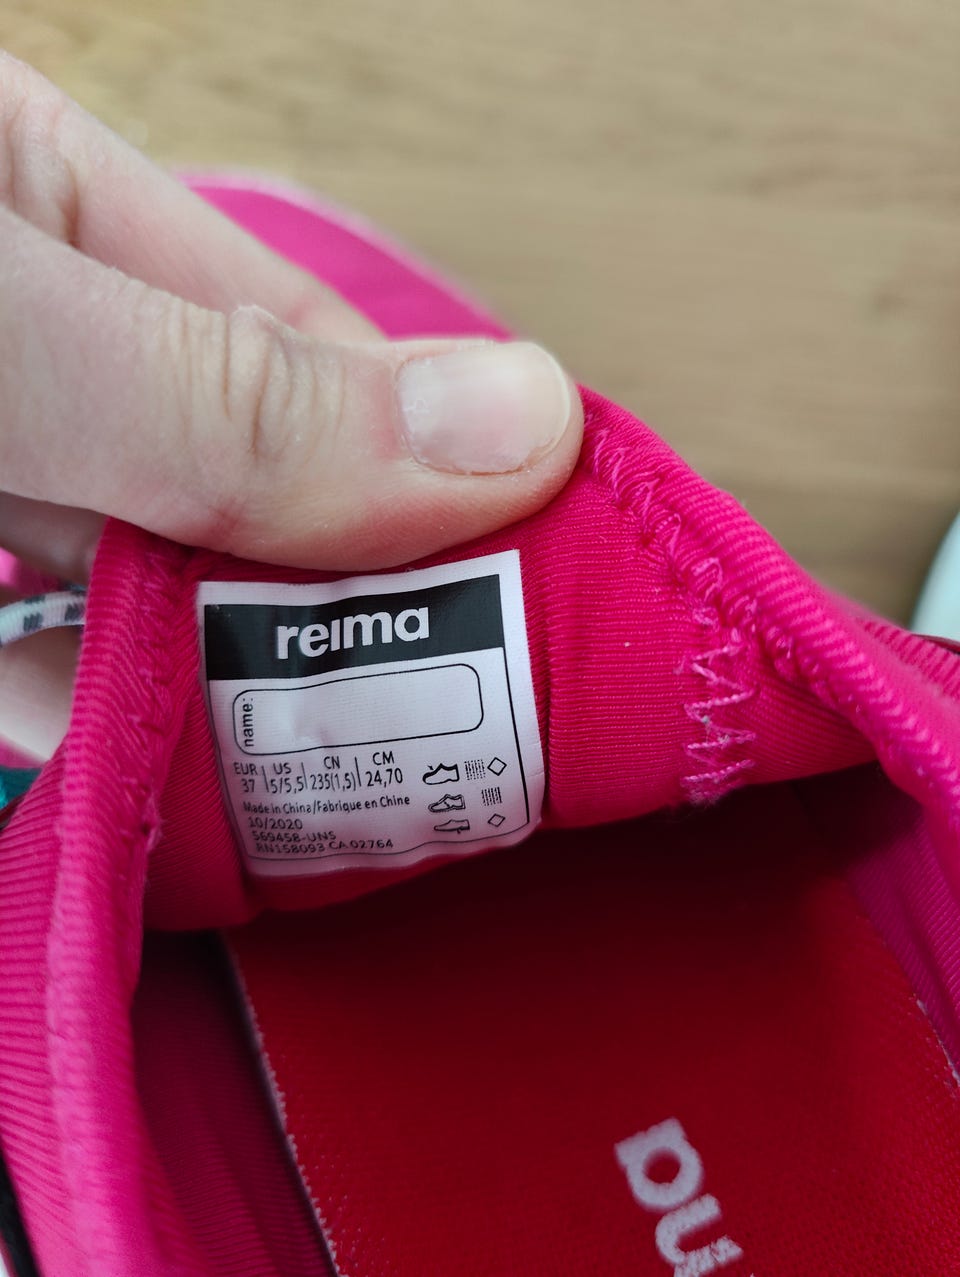 reima
name:
EUR | US | CN | CM
37 | 5/5,5 | 235(1,5) | 24,70
Made in China/Fabrique en Chine
10/2020
569458-UNS
RN158093 CA 02764